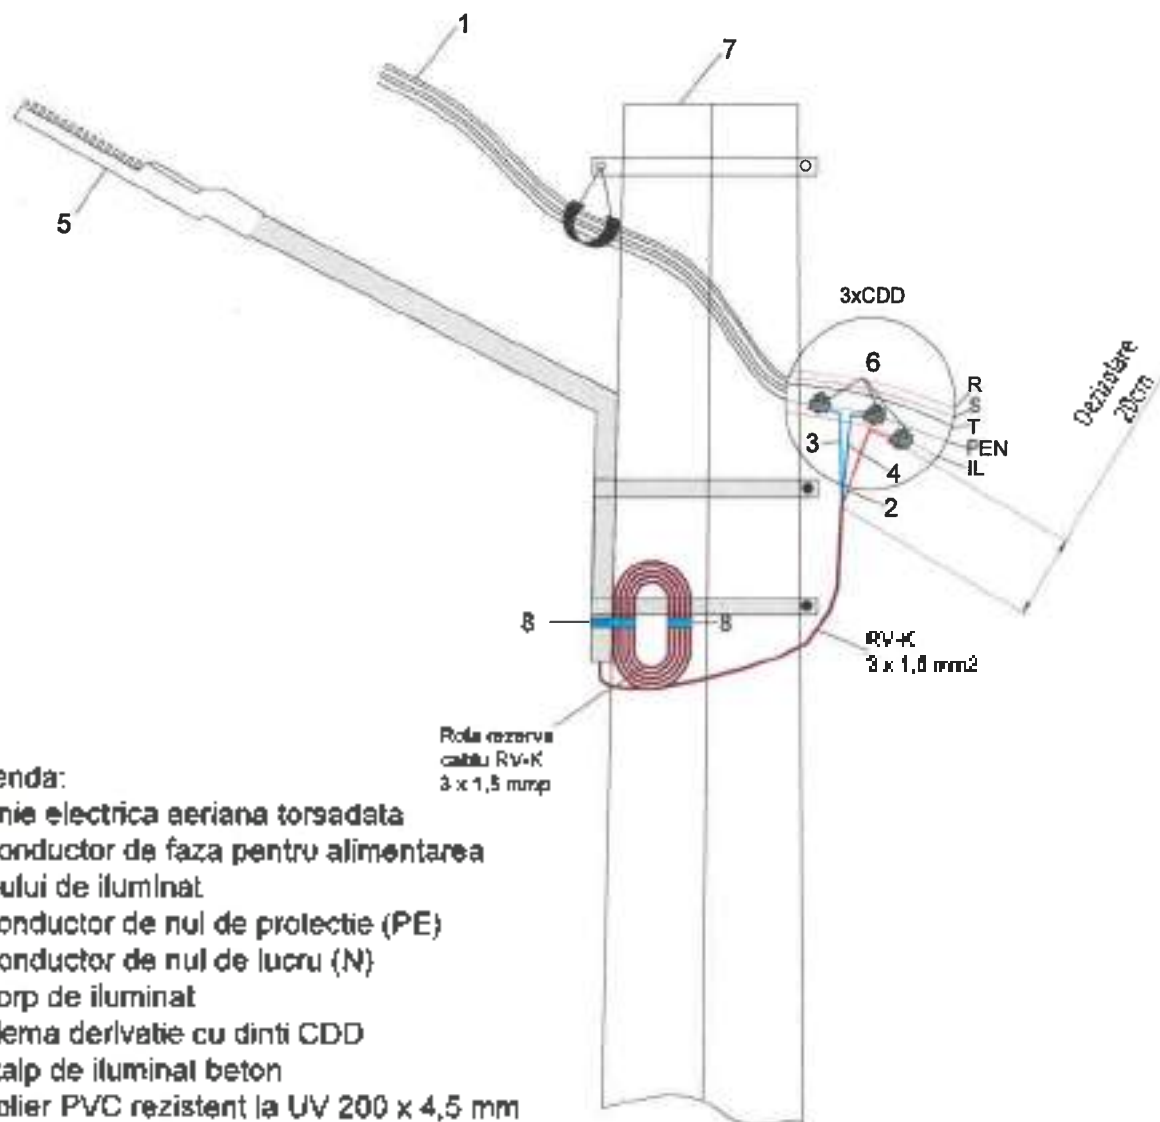 1
7
5
3xCDD
6
R
S
T
PEN
IL
3
4
2
Dezizolare
20cm
8
8
RV-K
3 x 1,5 mm2
Rola rezerva
cablu RV-K
3 x 1,5 mmp
enda:
nie electrica aeriana torsadata
onductor de faza pentru alimentarea
ului de iluminat
onductor de nul de protectie (PE)
onductor de nul de lucru (N)
orp de iluminat
lema derivatie cu dinti CDD
talp de iluminat beton
olier PVC rezistent la UV 200 x 4,5 mm